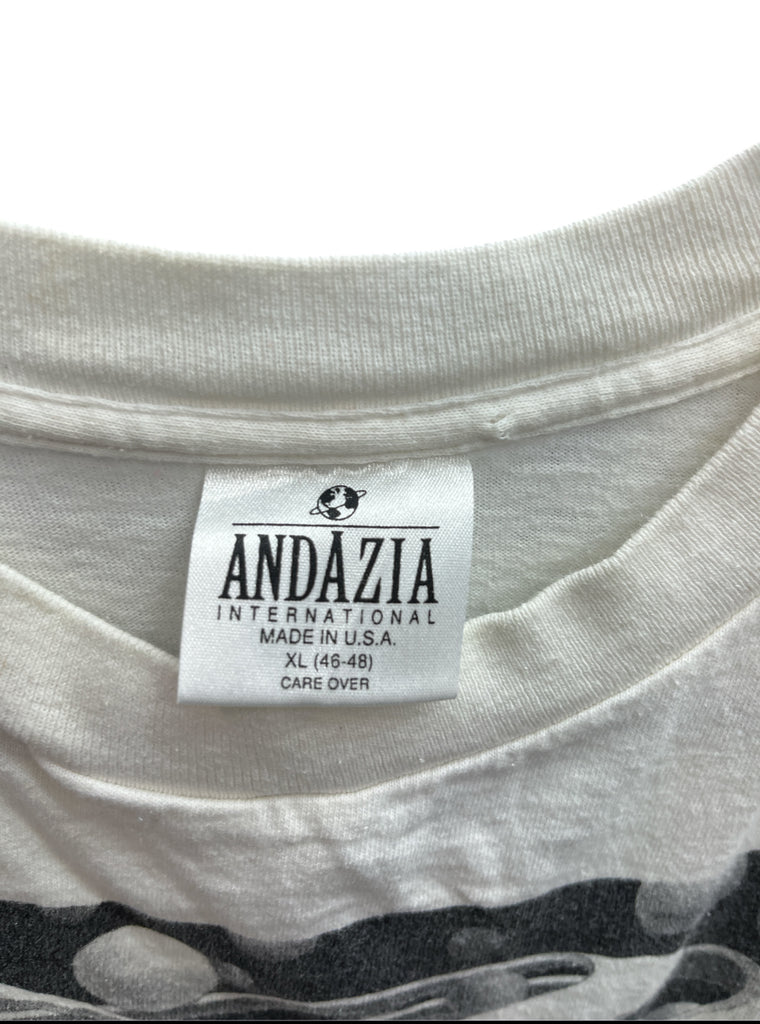 ANDAZIA
INTERNATIONAL
MADE IN U.S.A.
XL (46-48)
CARE OVER